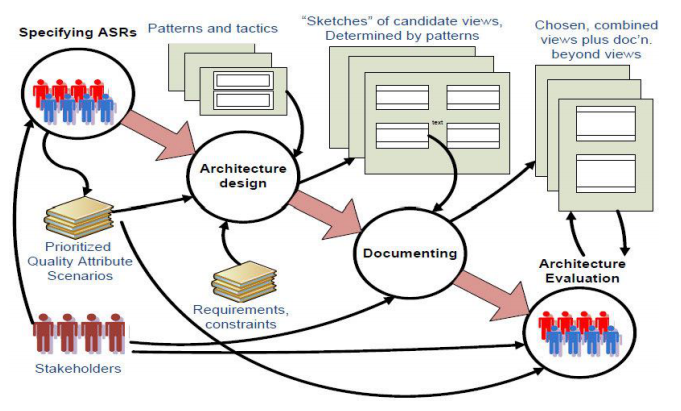 Specifying ASRs
Patterns and tactics
“Sketches” of candidate views,
Determined by patterns
Chosen, combined
views plus doc’n.
beyond views
text
Architecture
design
Prioritized
Quality Attribute
Scenarios
Documenting
Requirements,
constraints
Architecture
Evaluation
Stakeholders